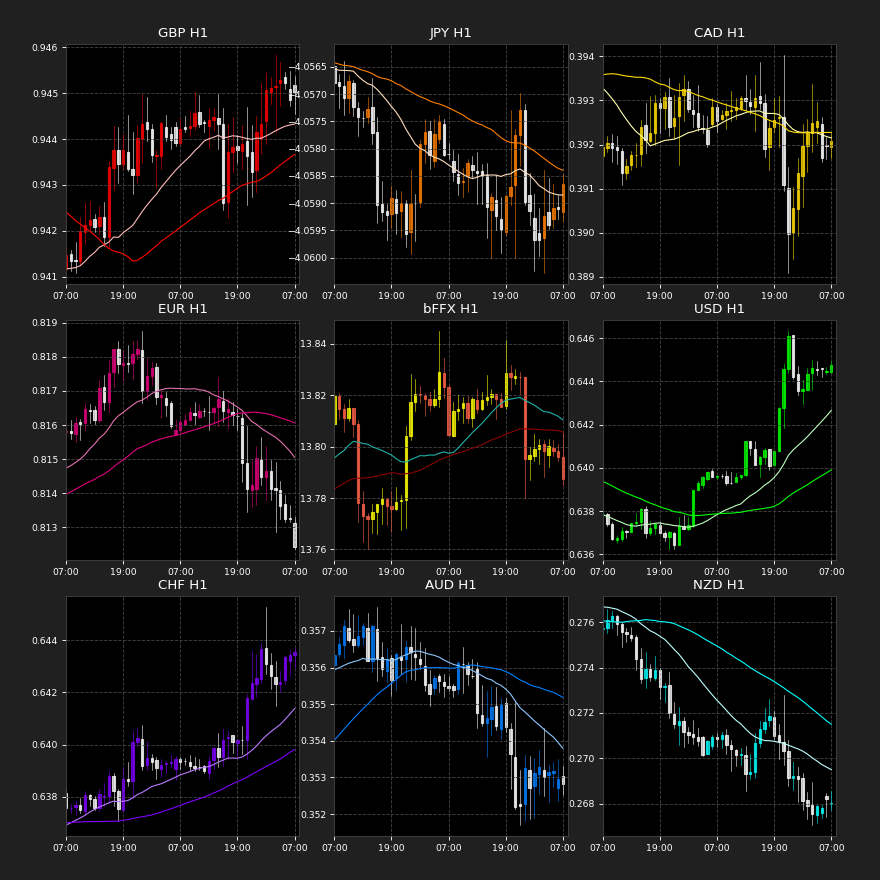 GBP H1
0.946
0.945
0.944
0.943
0.942
0.941
07:00 19:00 07:00 19:00 07:00
JPY H1
−4.0565
−4.0570
−4.0575
−4.0580
−4.0585
−4.0590
−4.0595
−4.0600
07:00 19:00 07:00 19:00 07:00
CAD H1
0.394
0.393
0.392
0.391
0.390
0.389
07:00 19:00 07:00 19:00 07:00
EUR H1
0.819
0.818
0.817
0.816
0.815
0.814
0.813
07:00 19:00 07:00 19:00 07:00
bFFX H1
13.84
13.82
13.80
13.78
13.76
07:00 19:00 07:00 19:00 07:00
USD H1
0.646
0.644
0.642
0.640
0.638
0.636
07:00 19:00 07:00 19:00 07:00
CHF H1
0.644
0.642
0.640
0.638
07:00 19:00 07:00 19:00 07:00
AUD H1
0.357
0.356
0.355
0.354
0.353
0.352
07:00 19:00 07:00 19:00 07:00
NZD H1
0.276
0.274
0.272
0.270
0.268
07:00 19:00 07:00 19:00 07:00